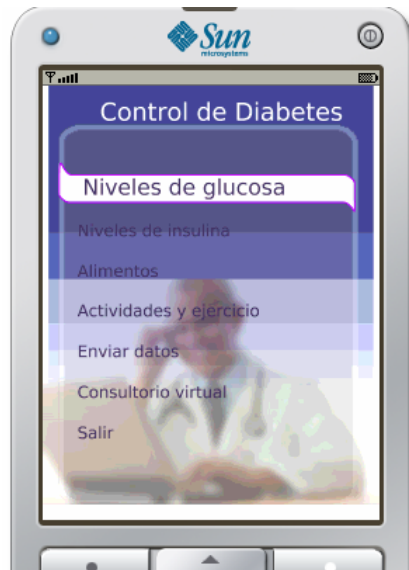 Sun
microsystems
Control de Diabetes
Niveles de glucosa
Niveles de insulina
Alimentos
Actividades y ejercicio
Enviar datos
Consultorio virtual
Salir